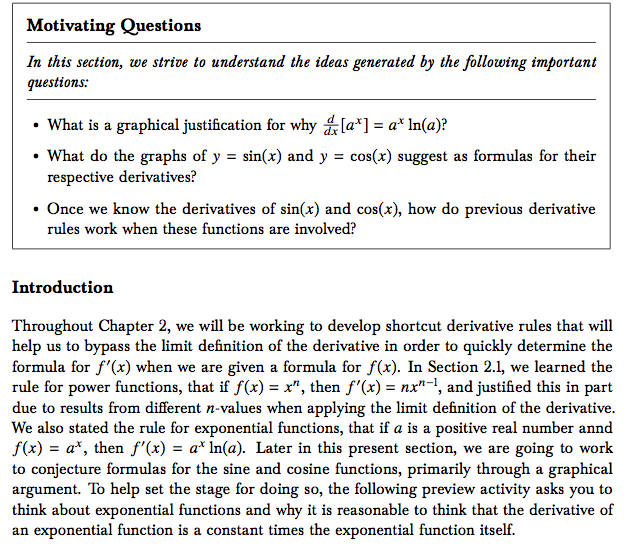 Motivating Questions
In this section, we strive to understand the ideas generated by the following important
questions:
• What is a graphical justification for why d/dx [aˣ] = aˣ ln(a)?
• What do the graphs of y = sin(x) and y = cos(x) suggest as formulas for their
respective derivatives?
• Once we know the derivatives of sin(x) and cos(x), how do previous derivative
rules work when these functions are involved?
Introduction
Throughout Chapter 2, we will be working to develop shortcut derivative rules that will
help us to bypass the limit definition of the derivative in order to quickly determine the
formula for f′(x) when we are given a formula for f(x). In Section 2.1, we learned the
rule for power functions, that if f(x) = xⁿ, then f′(x) = nxⁿ⁻¹, and justified this in part
due to results from different n-values when applying the limit definition of the derivative.
We also stated the rule for exponential functions, that if a is a positive real number annd
f(x) = aˣ, then f′(x) = aˣ ln(a). Later in this present section, we are going to work
to conjecture formulas for the sine and cosine functions, primarily through a graphical
argument. To help set the stage for doing so, the following preview activity asks you to
think about exponential functions and why it is reasonable to think that the derivative of
an exponential function is a constant times the exponential function itself.